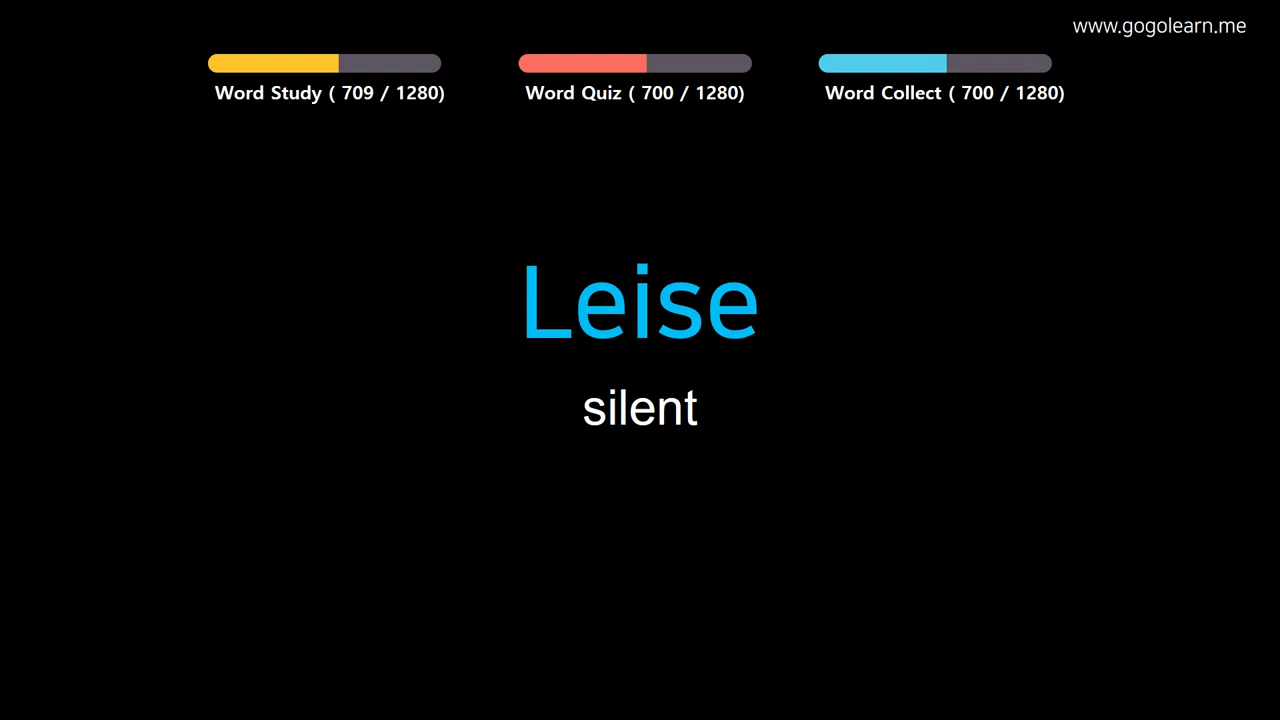 www.gogolearn.me
Word Study ( 709 / 1280)
Word Quiz ( 700 / 1280)
Word Collect ( 700 / 1280)
Leise
silent